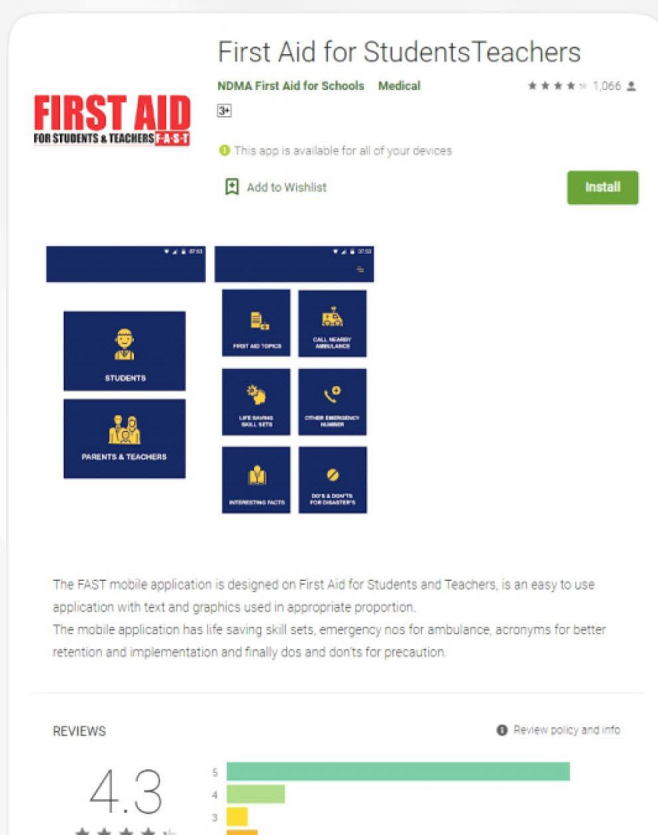 First Aid for StudentsTeachers
NDMA First Aid for Schools Medical
1,066
3+
FIRST AID
FOR STUDENTS & TEACHERS F-A-S-T
This app is available for all of your devices
Add to Wishlist
Install
07:53
07:53
STUDENTS
PARENTS & TEACHERS
FIRST AID TOPICS
CALL NEARBY
AMBULANCE
LIFE SAVING
SKILL SETS
OTHER EMERGENCY
NUMBER
INTERESTING FACTS
DO'S & DON'TS
FOR DISASTER'S
The FAST mobile application is designed on First Aid for Students and Teachers, is an easy to use
application with text and graphics used in appropriate proportion.
The mobile application has life saving skill sets, emergency nos for ambulance, acronyms for better
retention and implementation and finally dos and don'ts for precaution.
REVIEWS
Review policy and info
4.3
5
4
3